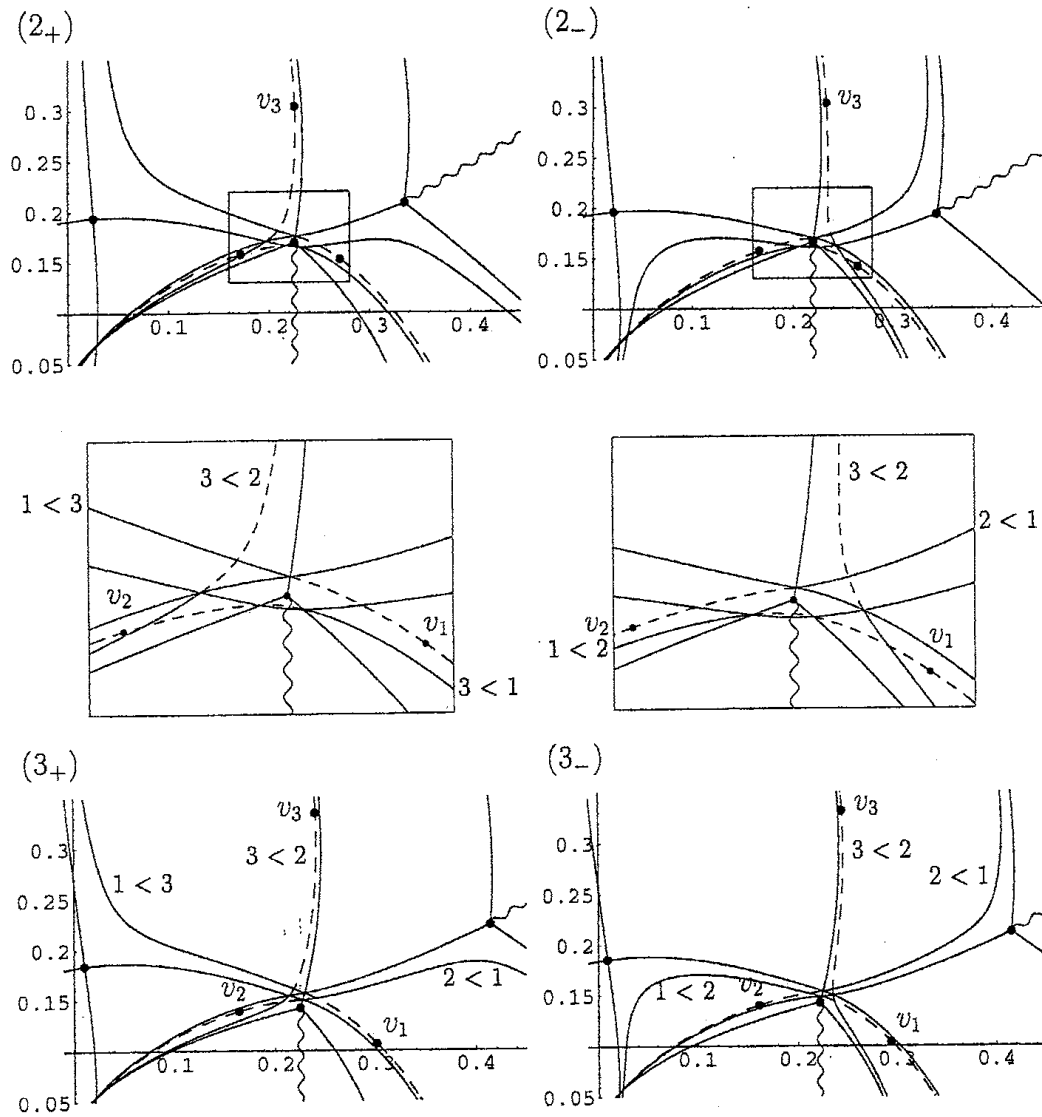 (2₊) (2₋)
v₃ v₃
0.3 0.3
0.25 0.25
0.2 0.2
0.15 0.15
0.1 0.2 0.3 0.4 0.1 0.2 0.3 0.4
0.05 0.05
3 < 2 3 < 2
1 < 3 2 < 1
v₂ v₁ v₂ v₁
3 < 1 1 < 2
(3₊) (3₋)
v₃ v₃
0.3 3 < 2 0.3 3 < 2
1 < 3 2 < 1
0.25 0.25
0.2 0.2
v₂ 2 < 1 1 < 2 v₂
0.15 v₁ 0.15 v₁
0.1 0.2 0.3 0.4 0.1 0.2 0.3 0.4
0.05 0.05